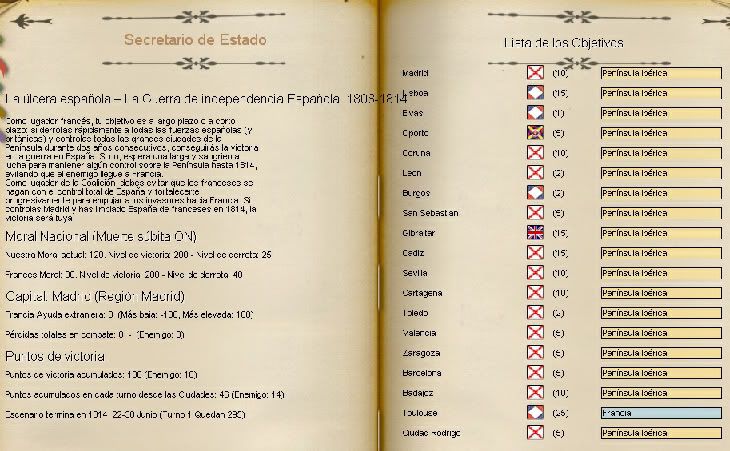 Secretario de Estado
La úlcera española – La Guerra de independencia Española 1808-1814
Como jugador francés, tu objetivo es a largo plazo o a corto
plazo: si derrotas rápidamente a todas las fuerzas españolas (y
británicas) y controlas todas las grandes ciudades de la
Península durante dos años consecutivos, conseguirás la victoria
en la guerra en España. Si no, espera una larga y sangrienta
lucha para mantener algún control sobre la Península hasta 1814,
evitando que el enemigo llegue a Francia.
Como jugador de la Coalición, debes evitar que los franceses se
hagan con el control total de España y fortalecerte
progresivamente para empujar a los invasores hacia Francia. Si
controlas Madrid y has limpiado España de franceses en 1814, la
victoria será tuya
Moral Nacional (Muerte súbita ON)
Nuestra Moral actual: 120. Nivel de victoria: 200 - Nivel de derrota: 25
Frances Moral: 90. Nivel de victoria: 200 - Nivel de derrota: 40
Capital: Madrid (Región Madrid)
Francia Ayuda extranjera: 0 (Más baja: -100, Más elevada: 100)
Pérdidas totales en combate: 0 - (Enemigo: 0)
Puntos de victoria
Puntos de victoria acumulados: 100 (Enemigo: 10)
Puntos acumulados en cada turno desde las Ciudades: 43 (Enemigo: 14)
Escenario termina en 1814, 22-30 Junio (Turno 1 Quedan 295)
Lista de los Objetivos
Madrid (10) Península Ibérica
Lisboa (15) Península Ibérica
Elvas (1) Península Ibérica
Oporto (5) Península Ibérica
Coruna (10) Península Ibérica
Leon (2) Península Ibérica
Burgos (2) Península Ibérica
San Sebastian (5) Península Ibérica
Gibraltar (15) Península Ibérica
Cadiz (15) Península Ibérica
Sevilla (10) Península Ibérica
Cartagena (10) Península Ibérica
Toledo (2) Península Ibérica
Valencia (5) Península Ibérica
Zaragoza (5) Península Ibérica
Barcelona (5) Península Ibérica
Badajoz (10) Península Ibérica
Toulouse (25) Francia
Ciudad Rodrigo (5) Península Ibérica